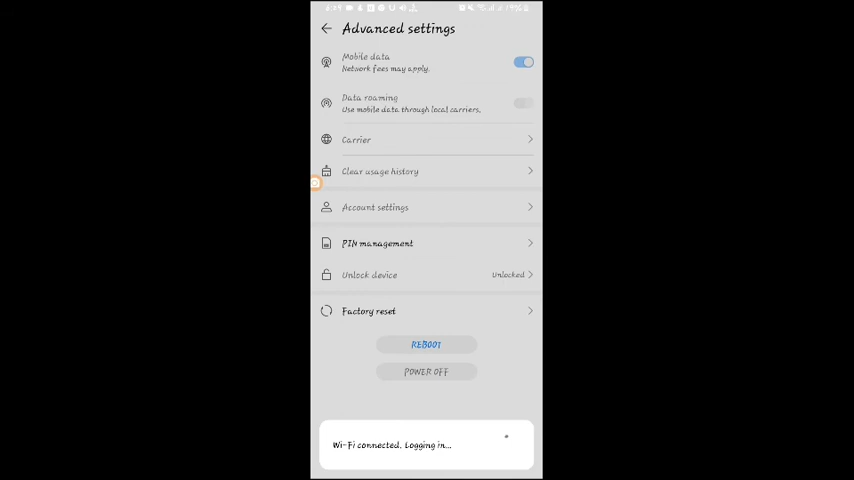 Advanced settings
Mobile data
Network fees may apply.
Data roaming
Use mobile data through local carriers.
Carrier
Clear usage history
Account settings
PIN management
Unlock device
Unlocked
Factory reset
REBOOT
POWER OFF
Wi-Fi connected. Logging in...